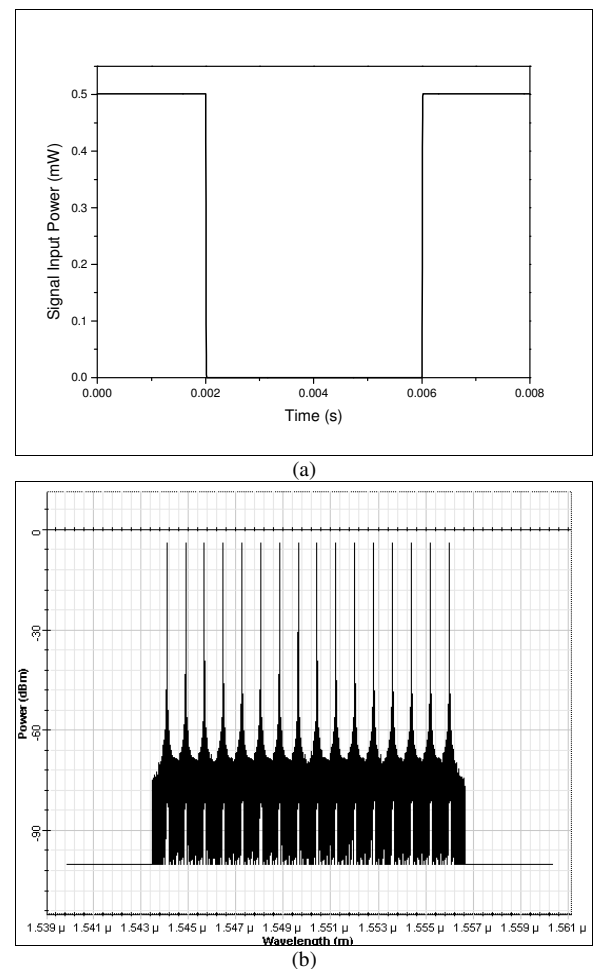 0.5
0.4
0.3
0.2
0.1
0.0
Signal Input Power (mW)
0.000 0.002 0.004 0.006 0.008
Time (s)
(a)
0
-30
-60
-90
Power (dBm)
1.539 µ 1.541 µ 1.543 µ 1.545 µ 1.547 µ 1.549 µ 1.551 µ 1.553 µ 1.555 µ 1.557 µ 1.559 µ 1.561 µ
Wavelength (m)
(b)